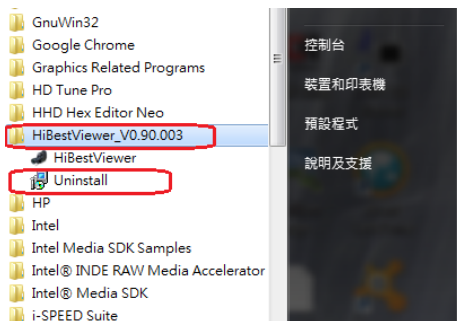 GnuWin32
Google Chrome
Graphics Related Programs
HD Tune Pro
HHD Hex Editor Neo
HiBestViewer_V0.90.003
HiBestViewer
Uninstall
HP
Intel
Intel Media SDK Samples
Intel® INDE RAW Media Accelerator
Intel® Media SDK
i-SPEED Suite
控制台
裝置和印表機
預設程式
說明及支援